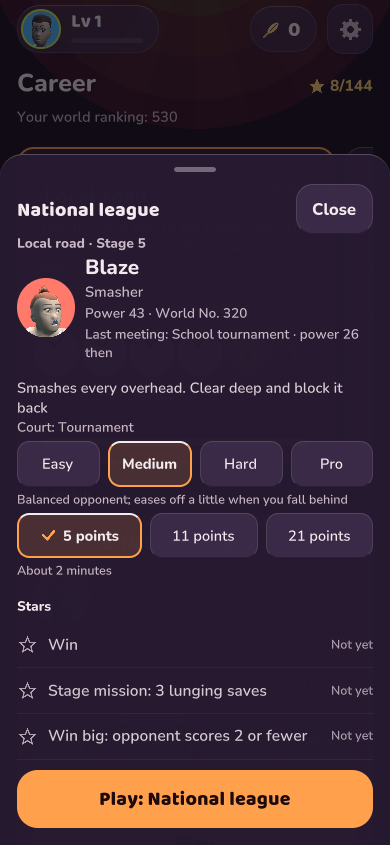 Lv 1
0
Career
8/144
Your world ranking: 530
National league
Close
Local road · Stage 5
Blaze
Smasher
Power 43 · World No. 320
Last meeting: School tournament · power 26
then
Smashes every overhead. Clear deep and block it
back
Court: Tournament
Easy
Medium
Hard
Pro
Balanced opponent; eases off a little when you fall behind
5 points
11 points
21 points
About 2 minutes
Stars
Win
Not yet
Stage mission: 3 lunging saves
Not yet
Win big: opponent scores 2 or fewer
Not yet
Play: National league